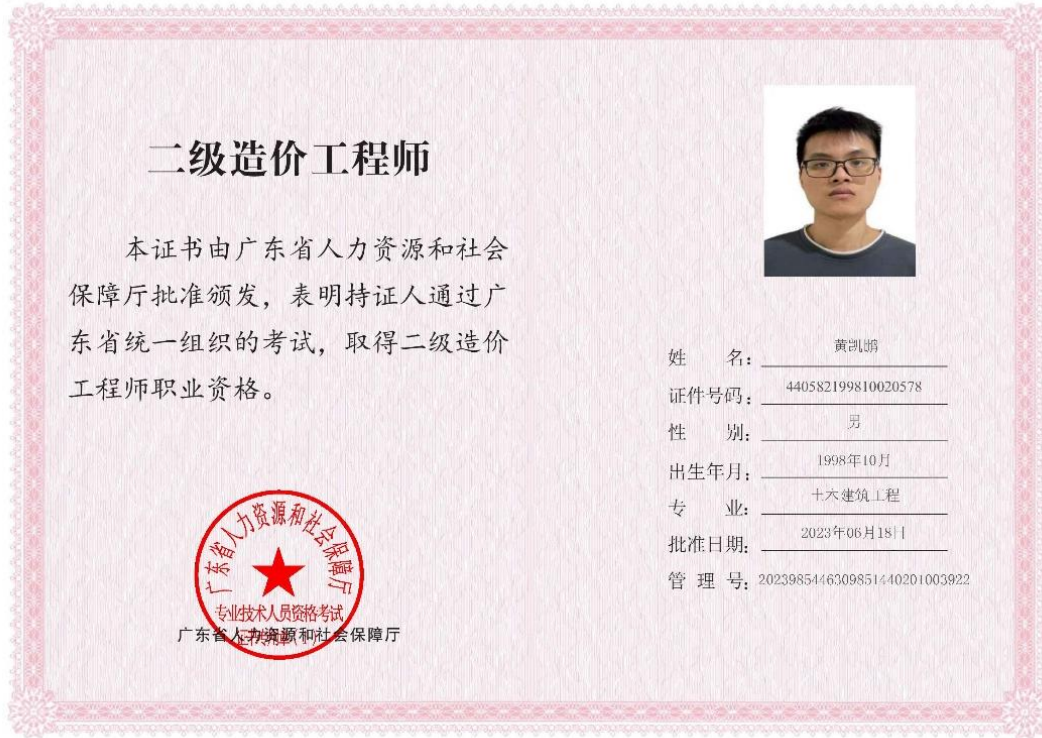 二级造价工程师
本证书由广东省人力资源和社会
保障厅批准颁发，表明持证人通过广
东省统一组织的考试，取得二级造价
工程师职业资格。
广东省人力资源和社会保障厅
专业技术人员资格考试
广东省人力资源和社会保障厅
姓 名：黄凯鹏
证件号码：440582199810020578
性 别：男
出生年月：1998年10月
专 业：土木建筑工程
批准日期：2023年06月18日
管 理 号：2023985446309851440201003922